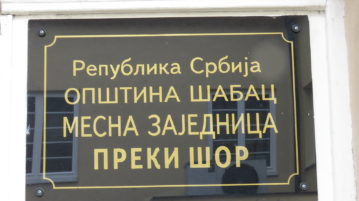 Република Србија
ОПШТИНА ШАБАЦ
МЕСНА ЗАЈЕДНИЦА
ПРЕКИ ШОР